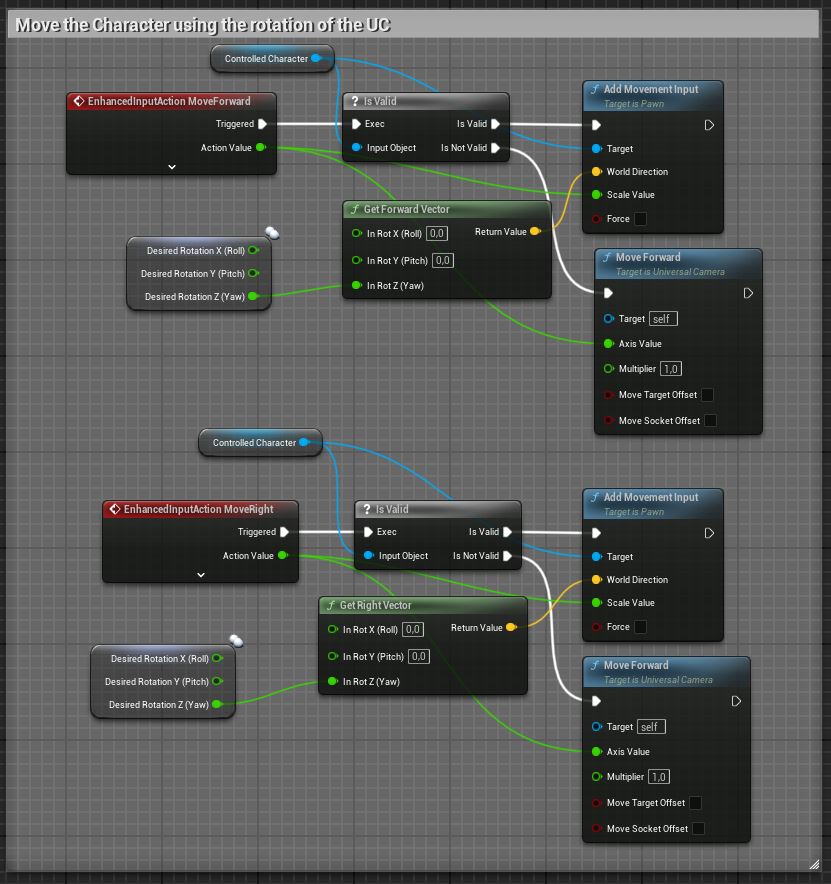 Move the Character using the rotation of the UC
Controlled Character
EnhancedInputAction MoveForward
Triggered
Action Value
? Is Valid
Exec
Is Valid
Input Object
Is Not Valid
f Add Movement Input
Target is Pawn
Target
World Direction
Scale Value
Force
f Get Forward Vector
In Rot X (Roll) 0,0
Return Value
In Rot Y (Pitch) 0,0
In Rot Z (Yaw)
Desired Rotation X (Roll)
Desired Rotation Y (Pitch)
Desired Rotation Z (Yaw)
f Move Forward
Target is Universal Camera
Target self
Axis Value
Multiplier 1,0
Move Target Offset
Move Socket Offset
Controlled Character
EnhancedInputAction MoveRight
Triggered
Action Value
? Is Valid
Exec
Is Valid
Input Object
Is Not Valid
f Add Movement Input
Target is Pawn
Target
World Direction
Scale Value
Force
f Get Right Vector
In Rot X (Roll) 0,0
Return Value
In Rot Y (Pitch) 0,0
In Rot Z (Yaw)
Desired Rotation X (Roll)
Desired Rotation Y (Pitch)
Desired Rotation Z (Yaw)
f Move Forward
Target is Universal Camera
Target self
Axis Value
Multiplier 1,0
Move Target Offset
Move Socket Offset